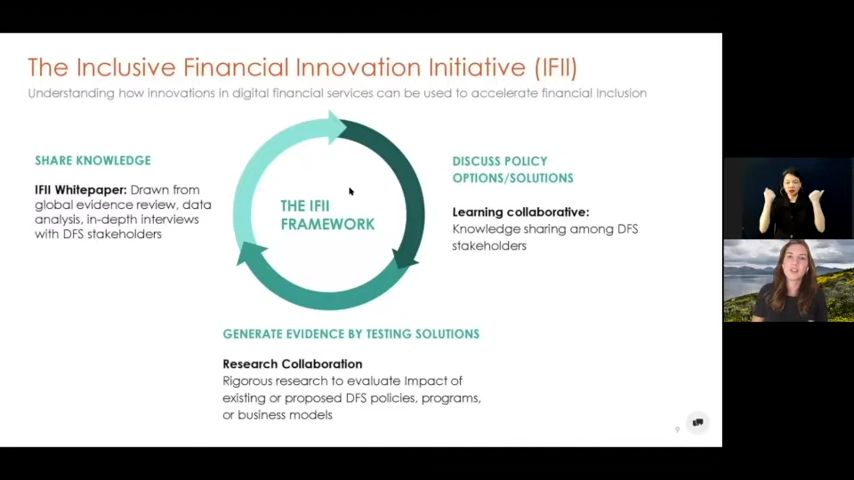 The Inclusive Financial Innovation Initiative (IFII)
Understanding how innovations in digital financial services can be used to accelerate financial inclusion
SHARE KNOWLEDGE
IFII Whitepaper: Drawn from
global evidence review, data
analysis, in-depth interviews
with DFS stakeholders
THE IFII
FRAMEWORK
DISCUSS POLICY
OPTIONS/SOLUTIONS
Learning collaborative:
Knowledge sharing among DFS
stakeholders
GENERATE EVIDENCE BY TESTING SOLUTIONS
Research Collaboration
Rigorous research to evaluate impact of
existing or proposed DFS policies, programs,
or business models
9